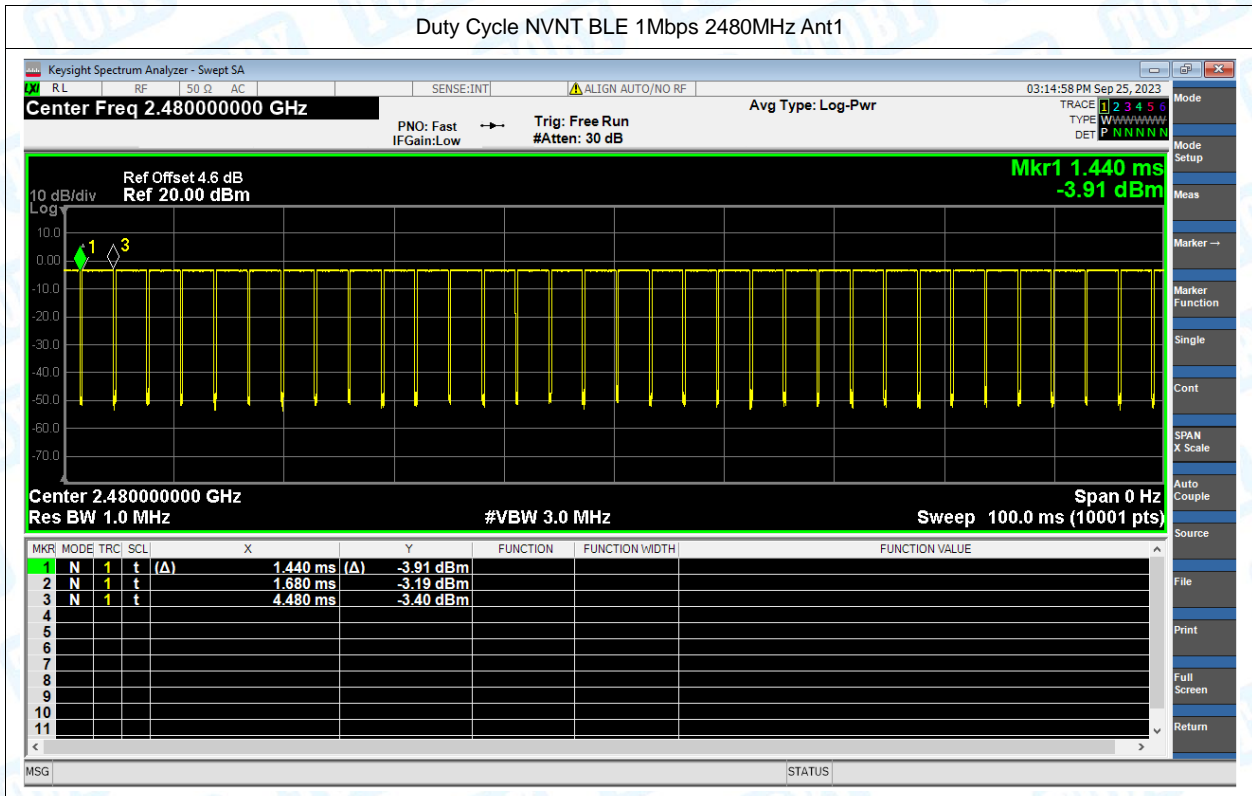 Duty Cycle NVNT BLE 1Mbps 2480MHz Ant1
Keysight Spectrum Analyzer - Swept SA
LXI RL RF 50 Ω AC SENSE:INT ALIGN AUTO/NO RF 03:14:58 PM Sep 25, 2023
Center Freq 2.480000000 GHz
PNO: Fast
IFGain:Low
Trig: Free Run
#Atten: 30 dB
Avg Type: Log-Pwr
TRACE 1 2 3 4 5 6
TYPE WWWWWWW
DET P N N N N N
Mkr1 1.440 ms
-3.91 dBm
Ref Offset 4.6 dB
10 dB/div Ref 20.00 dBm
Log
10.0
0.00
-10.0
-20.0
-30.0
-40.0
-50.0
-60.0
-70.0
1
3
Center 2.480000000 GHz Span 0 Hz
Res BW 1.0 MHz #VBW 3.0 MHz Sweep 100.0 ms (10001 pts)
MKR MODE TRC SCL X Y FUNCTION FUNCTION WIDTH FUNCTION VALUE
1 N 1 t (Δ) 1.440 ms (Δ) -3.91 dBm
2 N 1 t 1.680 ms -3.19 dBm
3 N 1 t 4.480 ms -3.40 dBm
4
5
6
7
8
9
10
11
MSG STATUS
Mode
Mode
Setup
Meas
Marker →
Marker
Function
Single
Cont
SPAN
X Scale
Auto
Couple
Source
File
Print
Full
Screen
Return
TOBY